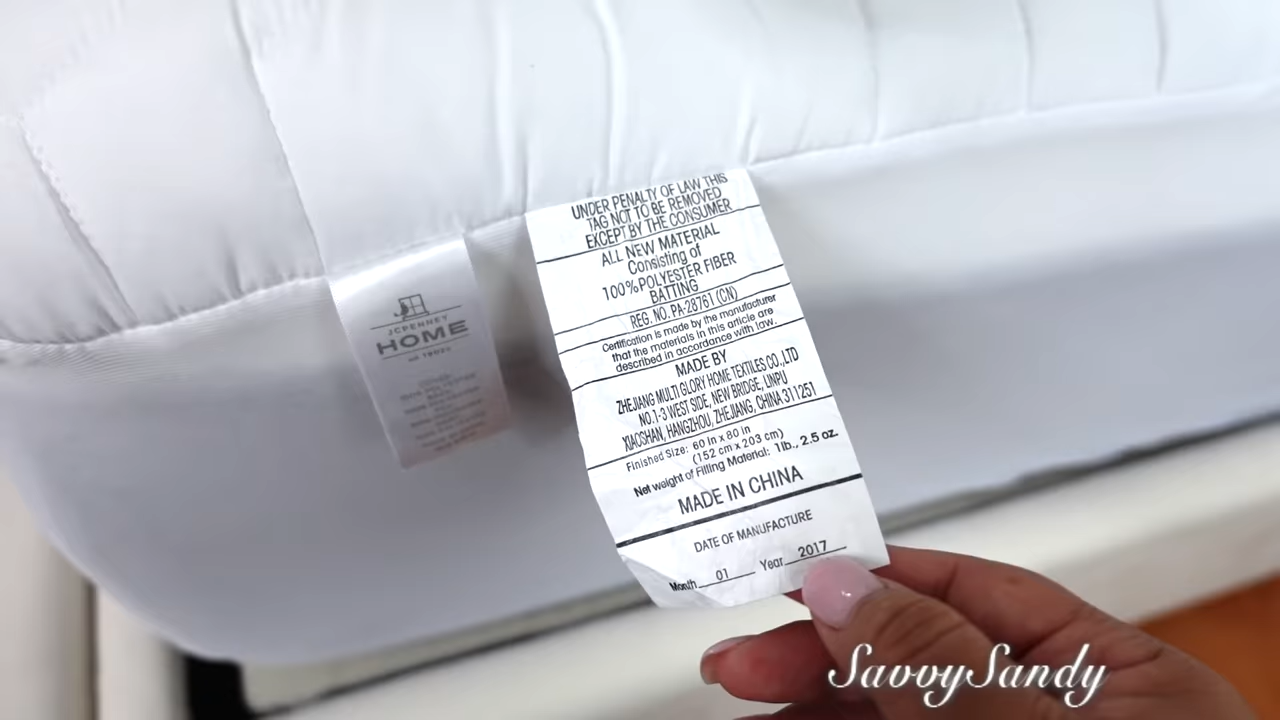 JCPENNEY
HOME
UNDER PENALTY OF LAW THIS
TAG NOT TO BE REMOVED
EXCEPT BY THE CONSUMER
ALL NEW MATERIAL
Consisting of
100%POLYESTER FIBER
BATTING
REG. NO. PA-28761 (CN)
Certification is made by the manufacturer
that the materials in this article are
described in accordance with law.
MADE BY
ZHEJIANG MULTI GLORY HOME TEXTILES CO.,LTD
NO.1-3 WEST SIDE, NEW BRIDGE, LINPU
XIAOSHAN, HANGZHOU, ZHEJIANG, CHINA 311251
Finished Size: 60 in x 80 in
(152 cm x 203 cm)
Net weight of Filling Material: 1lb., 2.5 oz.
MADE IN CHINA
DATE OF MANUFACTURE
Month 01 Year 2017
SavvySandy